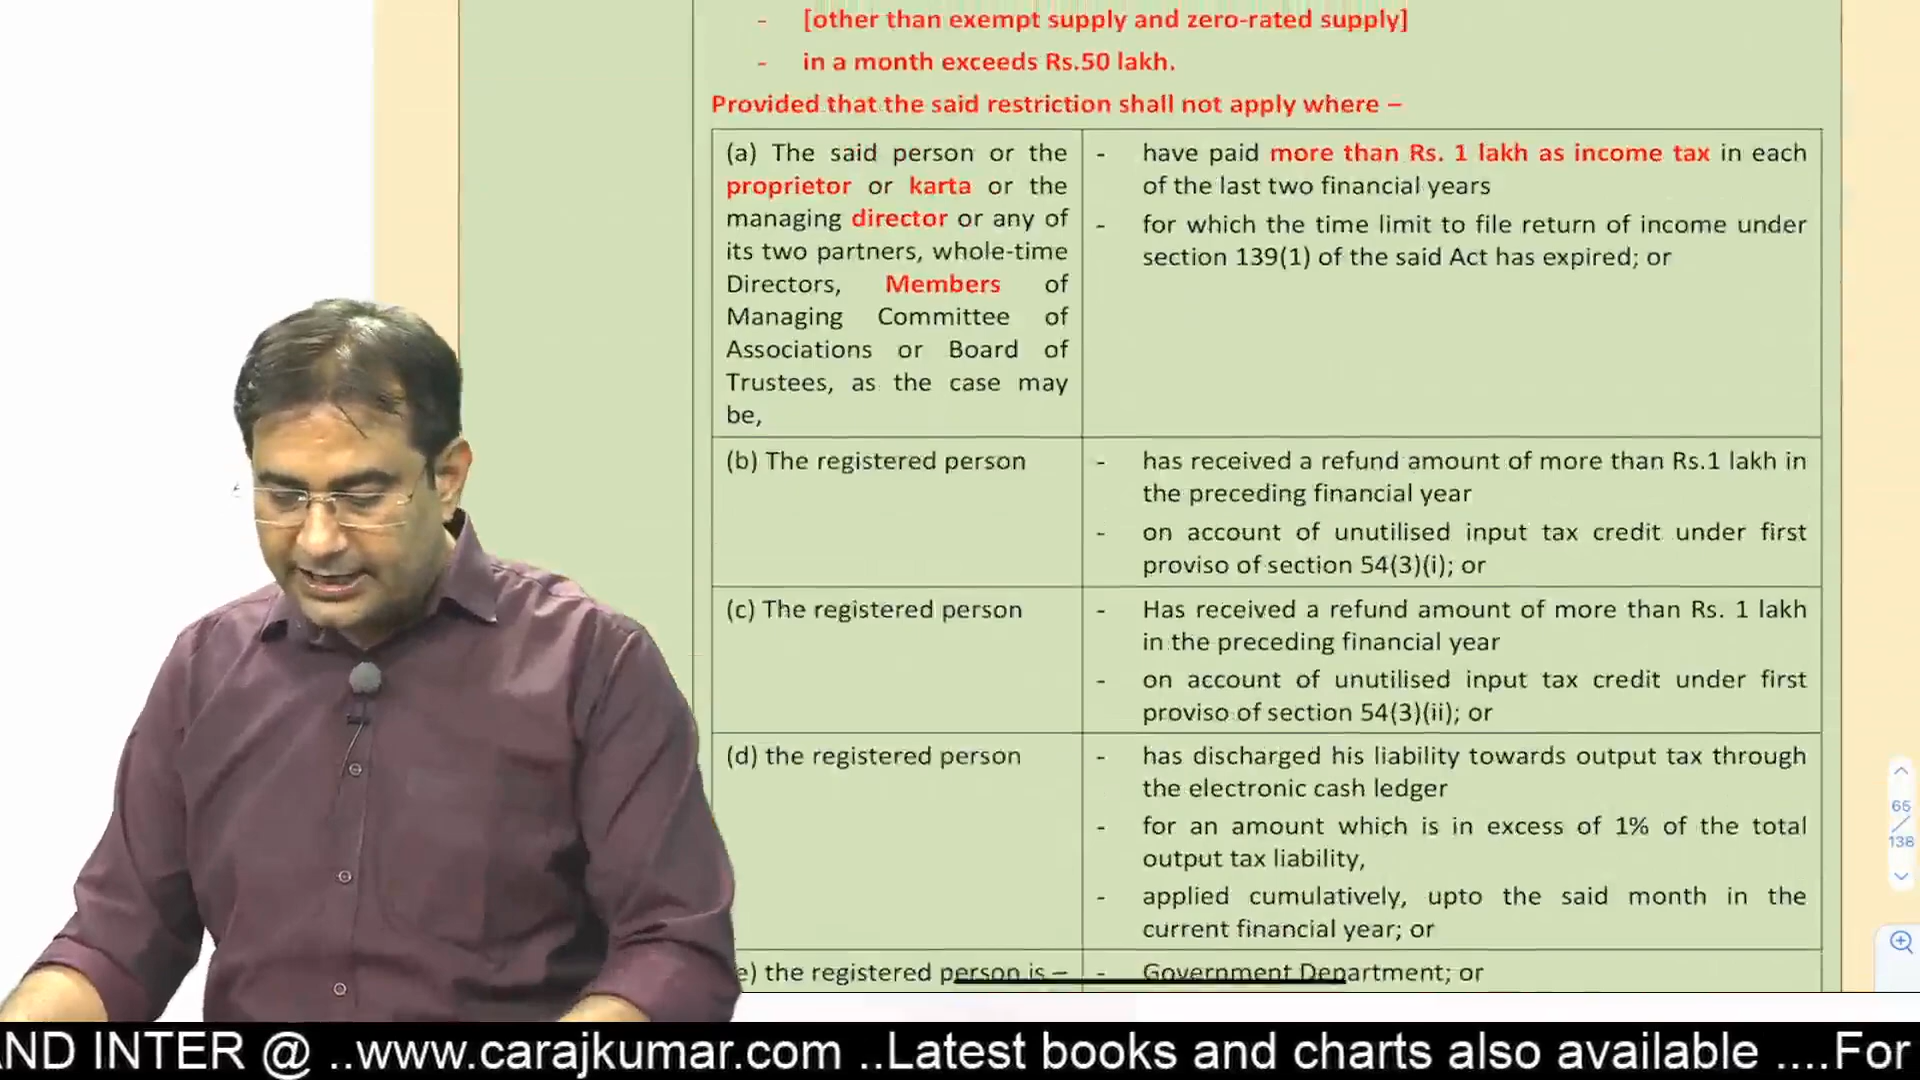 - [other than exempt supply and zero-rated supply]
- in a month exceeds Rs.50 lakh.
Provided that the said restriction shall not apply where –
(a) The said person or the
proprietor or karta or the
managing director or any of
its two partners, whole-time
Directors, Members of
Managing Committee of
Associations or Board of
Trustees, as the case may
be,
- have paid more than Rs. 1 lakh as income tax in each
of the last two financial years
- for which the time limit to file return of income under
section 139(1) of the said Act has expired; or
(b) The registered person
- has received a refund amount of more than Rs.1 lakh in
the preceding financial year
- on account of unutilised input tax credit under first
proviso of section 54(3)(i); or
(c) The registered person
- Has received a refund amount of more than Rs. 1 lakh
in the preceding financial year
- on account of unutilised input tax credit under first
proviso of section 54(3)(ii); or
(d) the registered person
- has discharged his liability towards output tax through
the electronic cash ledger
- for an amount which is in excess of 1% of the total
output tax liability,
- applied cumulatively, upto the said month in the
current financial year; or
e) the registered person is –
- Government Department; or
65
/
138
AND INTER @ ..www.carajkumar.com ..Latest books and charts also available ....For